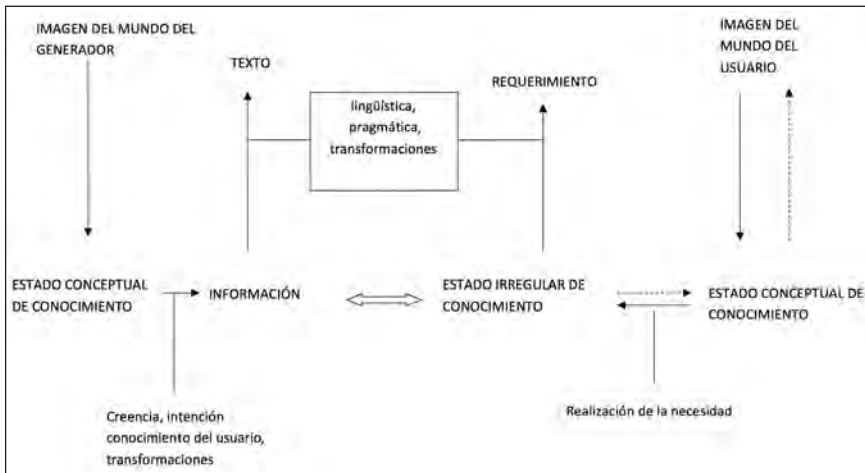 IMAGEN DEL MUNDO DEL
GENERADOR
IMAGEN DEL
MUNDO DEL
USUARIO
TEXTO
REQUERIMIENTO
lingüística,
pragmática,
transformaciones
ESTADO CONCEPTUAL
DE CONOCIMIENTO
INFORMACIÓN
ESTADO IRREGULAR DE
CONOCIMIENTO
ESTADO CONCEPTUAL DE
CONOCIMIENTO
Creencia, intención
conocimiento del usuario,
transformaciones
Realización de la necesidad